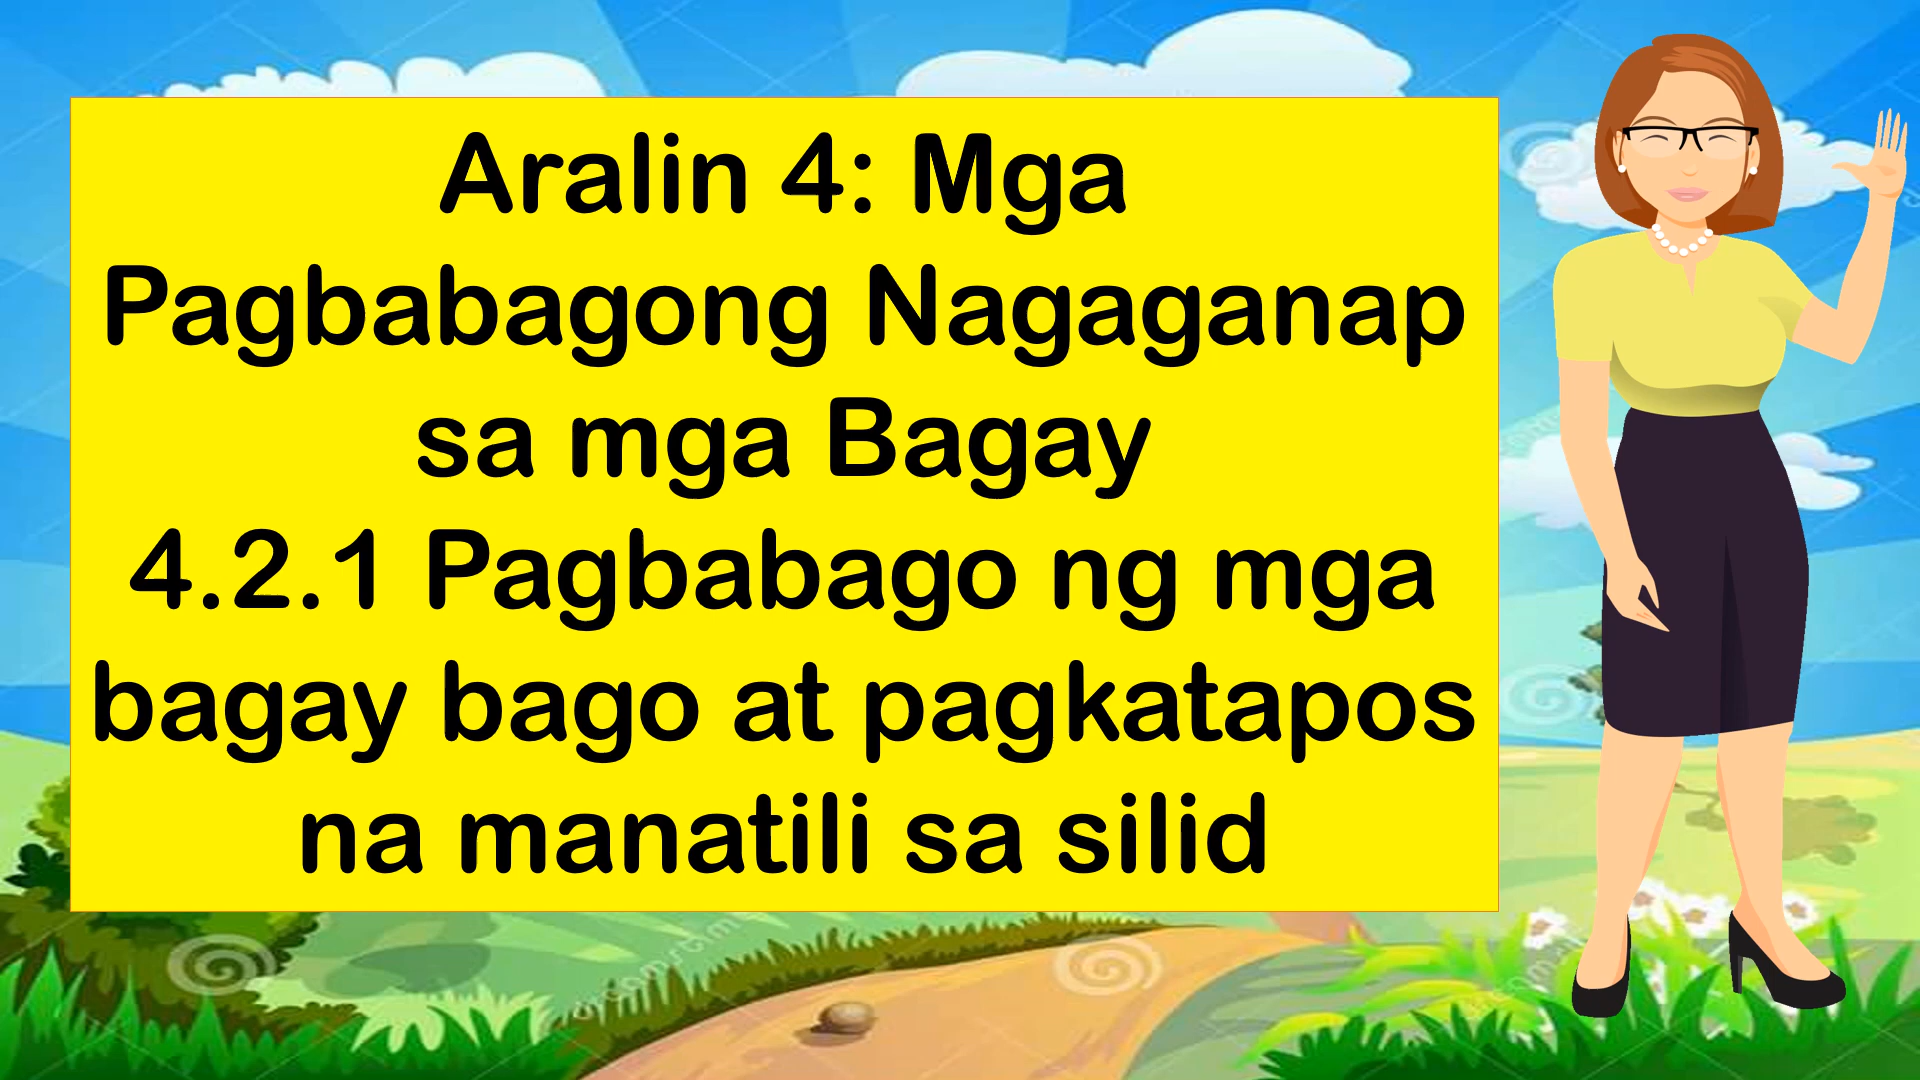 Aralin 4: Mga
Pagbabagong Nagaganap
sa mga Bagay
4.2.1 Pagbabago ng mga
bagay bago at pagkatapos
na manatili sa silid